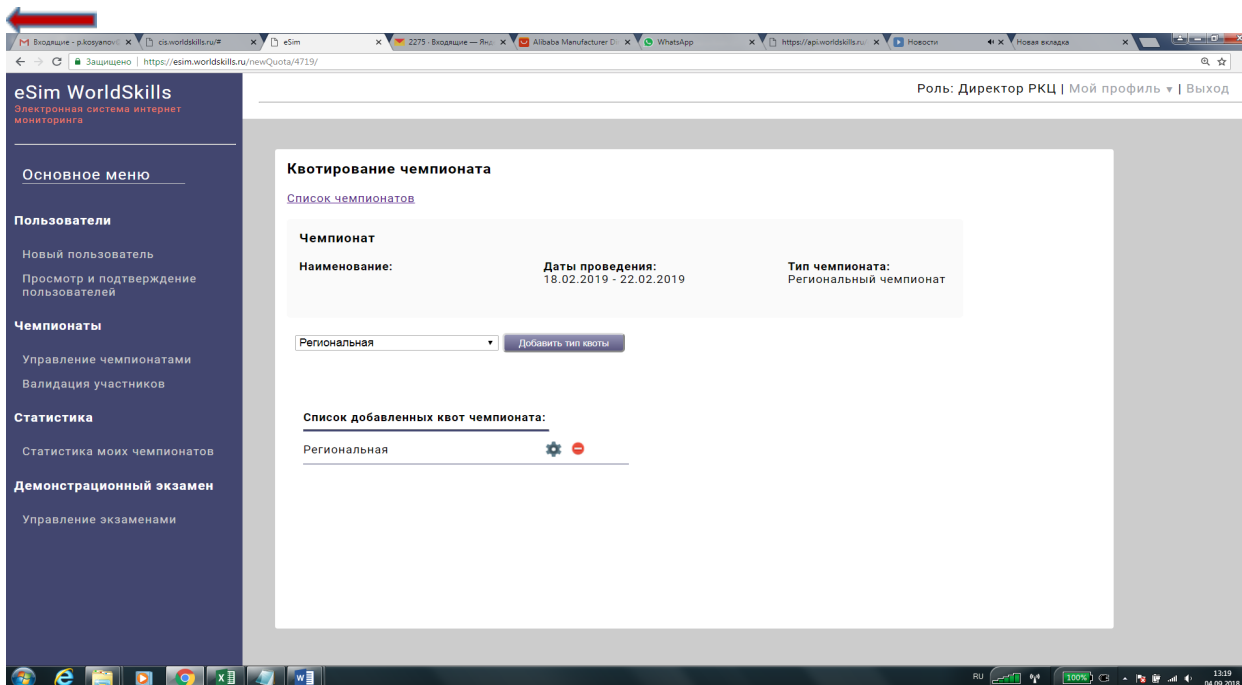 Входящие - p.kosyanov
cis.worldskills.ru/#
eSim
2275 · Входящие — Янд
Alibaba Manufacturer D
WhatsApp
https://api.worldskills.ru
Новости
Новая вкладка
Защищено | https://esim.worldskills.ru/newQuota/4719/
eSim WorldSkills
Электронная система интернет
мониторинга
Роль: Директор РКЦ | Мой профиль ▾ | Выход
Основное меню
Пользователи
Новый пользователь
Просмотр и подтверждение
пользователей
Чемпионаты
Управление чемпионатами
Валидация участников
Статистика
Статистика моих чемпионатов
Демонстрационный экзамен
Управление экзаменами
Квотирование чемпионата
Список чемпионатов
Чемпионат
Наименование:
Даты проведения:
18.02.2019 - 22.02.2019
Тип чемпионата:
Региональный чемпионат
Региональная
Добавить тип квоты
Список добавленных квот чемпионата:
Региональная
RU
100%
13:19
04.09.2018